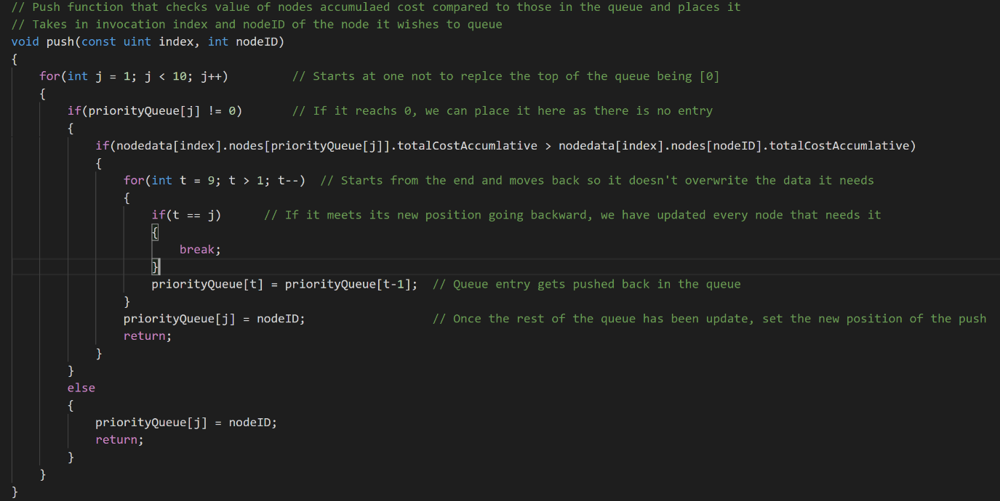 // Push function that checks value of nodes accumulaed cost compared to those in the queue and places it
// Takes in invocation index and nodeID of the node it wishes to queue
void push(const uint index, int nodeID)
{
    for(int j = 1; j < 10; j++)         // Starts at one not to replce the top of the queue being [0]
    {
        if(priorityQueue[j] != 0)       // If it reachs 0, we can place it here as there is no entry
        {
            if(nodedata[index].nodes[priorityQueue[j]].totalCostAccumlative > nodedata[index].nodes[nodeID].totalCostAccumlative)
            {
                for(int t = 9; t > 1; t--)  // Starts from the end and moves back so it doesn't overwrite the data it needs
                {
                    if(t == j)      // If it meets its new position going backward, we have updated every node that needs it
                    {
                        break;
                    }
                    priorityQueue[t] = priorityQueue[t-1];  // Queue entry gets pushed back in the queue
                }
                priorityQueue[j] = nodeID;                  // Once the rest of the queue has been update, set the new position of the push
                return;
            }
        }
        else
        {
            priorityQueue[j] = nodeID;
            return;
        }
    }
}